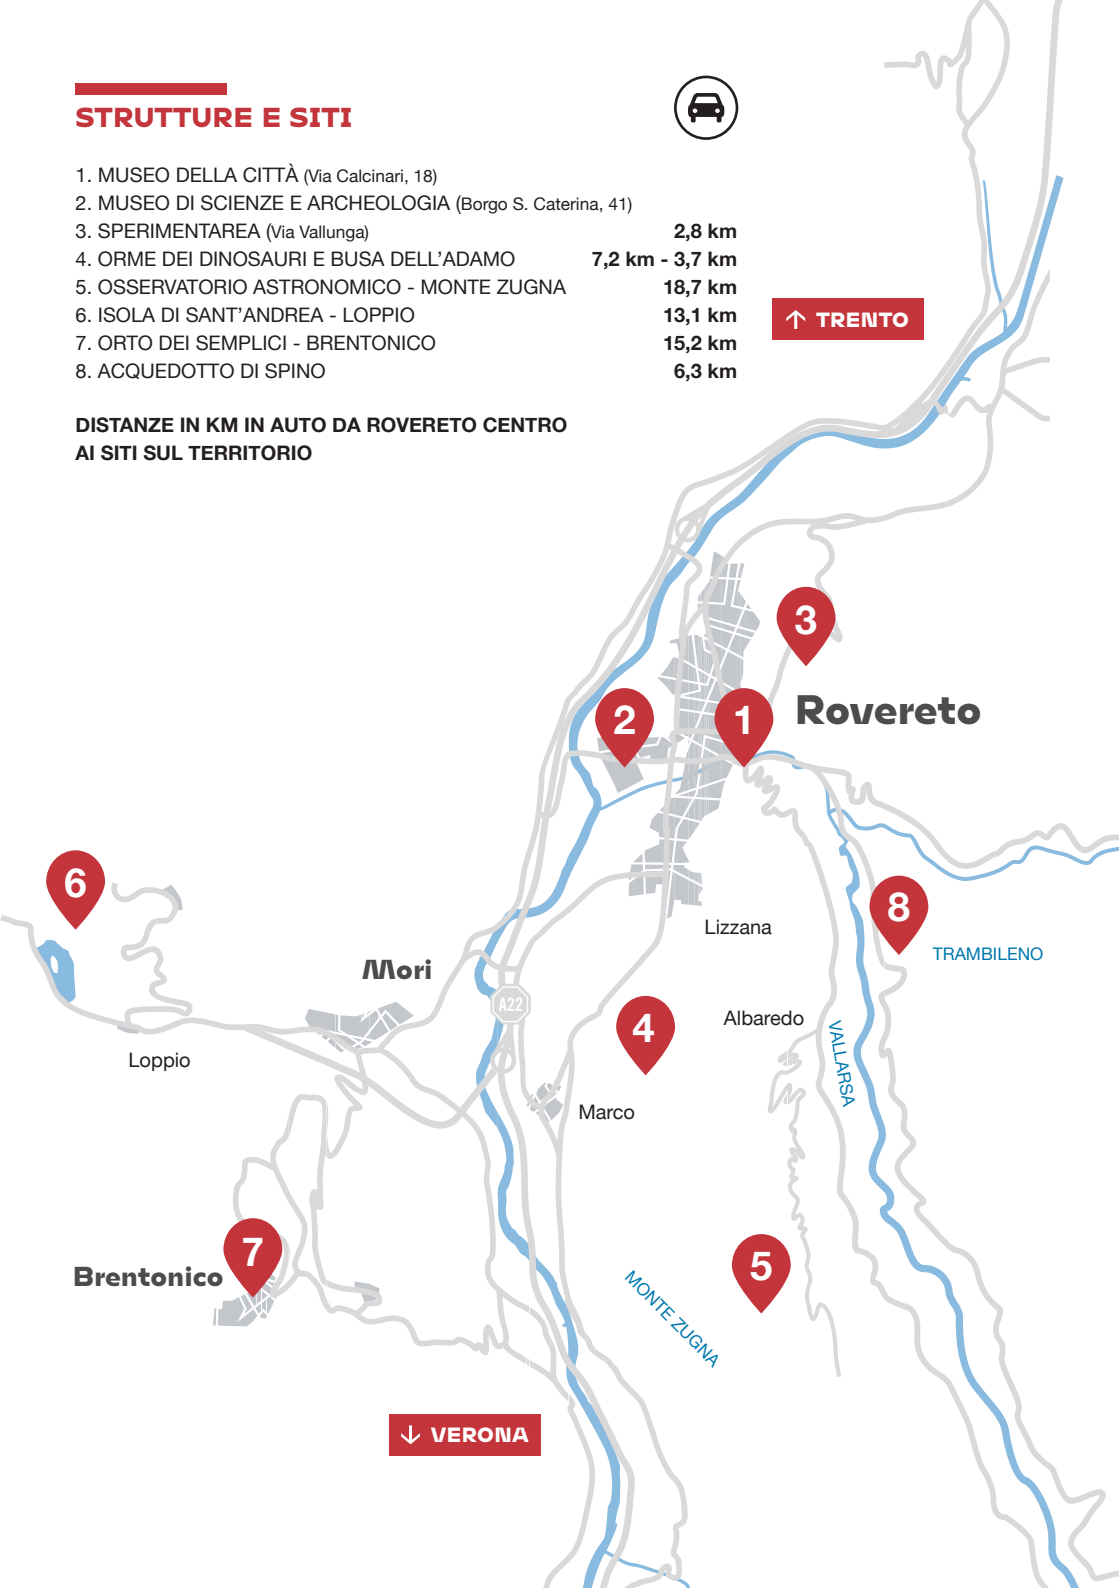 STRUTTURE E SITI
1. MUSEO DELLA CITTÀ (Via Calcinari, 18)
2. MUSEO DI SCIENZE E ARCHEOLOGIA (Borgo S. Caterina, 41)
3. SPERIMENTAREA (Via Vallunga) 2,8 km
4. ORME DEI DINOSAURI E BUSA DELL'ADAMO 7,2 km - 3,7 km
5. OSSERVATORIO ASTRONOMICO - MONTE ZUGNA 18,7 km
6. ISOLA DI SANT'ANDREA - LOPPIO 13,1 km
7. ORTO DEI SEMPLICI - BRENTONICO 15,2 km
8. ACQUEDOTTO DI SPINO 6,3 km
DISTANZE IN KM IN AUTO DA ROVERETO CENTRO
AI SITI SUL TERRITORIO
↑ TRENTO
3
Rovereto
2
1
6
8
Lizzana
TRAMBILENO
Mori
A22
4
Albaredo
VALLARSA
Loppio
Marco
7
Brentonico
5
MONTE ZUGNA
↓ VERONA